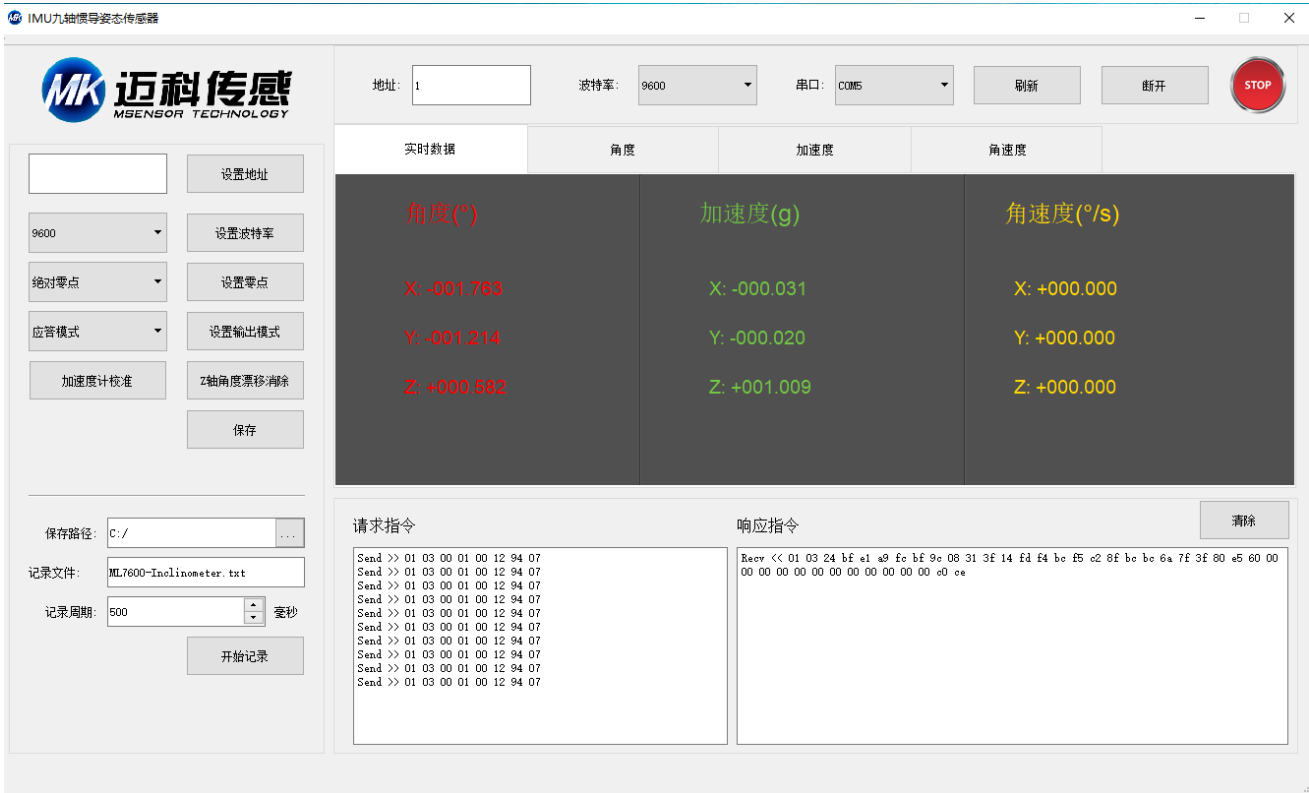 IMU九轴惯导姿态传感器
MK 迈科传感
MSENSOR TECHNOLOGY
地址: 1 波特率: 9600 串口: COM5 刷新 断开 STOP
设置地址
9600 设置波特率
绝对零点 设置零点
应答模式 设置输出模式
加速度计校准 Z轴角度漂移消除
保存
保存路径: C:/ ...
记录文件: ML7600-Inclinometer.txt
记录周期: 500 毫秒
开始记录
实时数据 角度 加速度 角速度
角度(°) 加速度(g) 角速度(°/s)
X: -001.763 X: -000.031 X: +000.000
Y: -001.214 Y: -000.020 Y: +000.000
Z: +000.582 Z: +001.009 Z: +000.000
请求指令
Send >> 01 03 00 01 00 12 94 07
Send >> 01 03 00 01 00 12 94 07
Send >> 01 03 00 01 00 12 94 07
Send >> 01 03 00 01 00 12 94 07
Send >> 01 03 00 01 00 12 94 07
Send >> 01 03 00 01 00 12 94 07
Send >> 01 03 00 01 00 12 94 07
Send >> 01 03 00 01 00 12 94 07
Send >> 01 03 00 01 00 12 94 07
Send >> 01 03 00 01 00 12 94 07
响应指令 清除
Recv << 01 03 24 bf e1 a9 fc bf 9c 08 31 3f 14 fd f4 bc f5 c2 8f bc bc 6a 7f 3f 80 e5 60 00
00 00 00 00 00 00 00 00 00 00 00 c0 ce